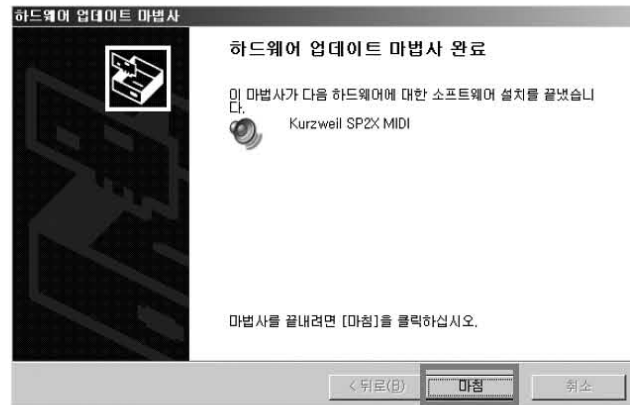 하드웨어 업데이트 마법사
하드웨어 업데이트 마법사 완료
이 마법사가 다음 하드웨어에 대한 소프트웨어 설치를 끝냈습니
다.
Kurzweil SP2X MIDI
마법사를 끝내려면 [마침]을 클릭하십시오.
< 뒤로(B)
마침
취소